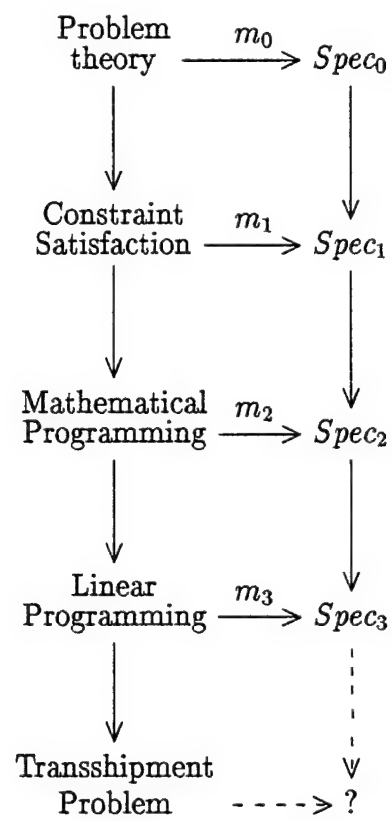 Problem
theory
m₀
Spec₀
Constraint
Satisfaction
m₁
Spec₁
Mathematical
Programming
m₂
Spec₂
Linear
Programming
m₃
Spec₃
Transshipment
Problem
?